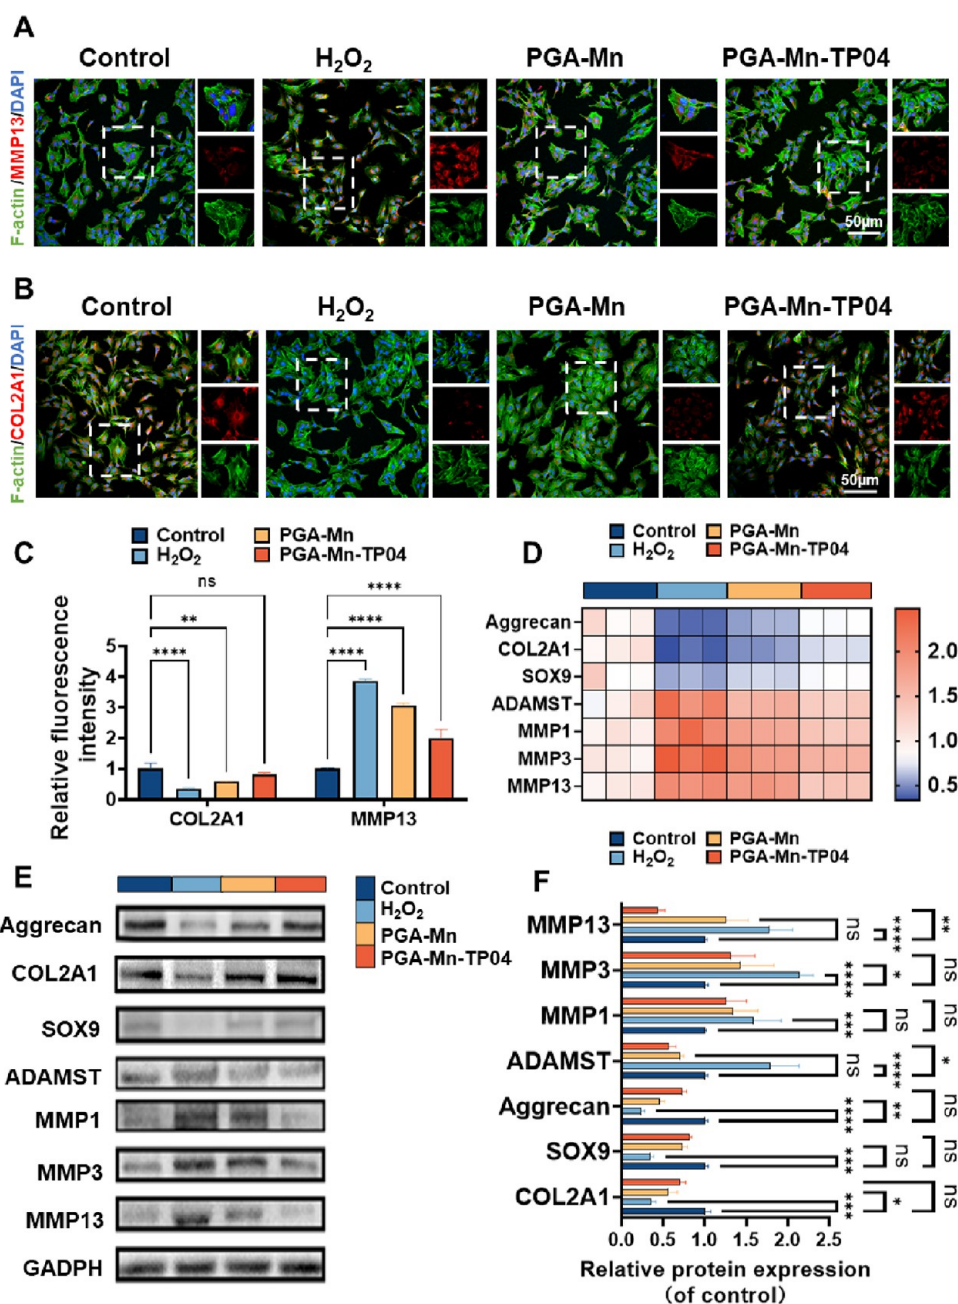 A
Control
H₂O₂
PGA-Mn
PGA-Mn-TP04
F-actin/MMP13/DAPI
50μm
B
Control
H₂O₂
PGA-Mn
PGA-Mn-TP04
F-actin/COL2A1/DAPI
50μm
C
Control
PGA-Mn
H₂O₂
PGA-Mn-TP04
ns
**
****
****
****
****
Relative fluorescence
intensity
5
4
3
2
1
0
COL2A1
MMP13
D
Control
PGA-Mn
H₂O₂
PGA-Mn-TP04
Aggrecan
COL2A1
SOX9
ADAMST
MMP1
MMP3
MMP13
2.0
1.5
1.0
0.5
E
Control
H₂O₂
PGA-Mn
PGA-Mn-TP04
Aggrecan
COL2A1
SOX9
ADAMST
MMP1
MMP3
MMP13
GADPH
F
Control
PGA-Mn
H₂O₂
PGA-Mn-TP04
MMP13
ns
****
**
MMP3
****
*
ns
MMP1
***
ns
ns
ADAMST
ns
****
*
Aggrecan
****
**
ns
SOX9
***
ns
ns
COL2A1
***
*
ns
0.0 0.5 1.0 1.5 2.0 2.5
Relative protein expression
(of control)